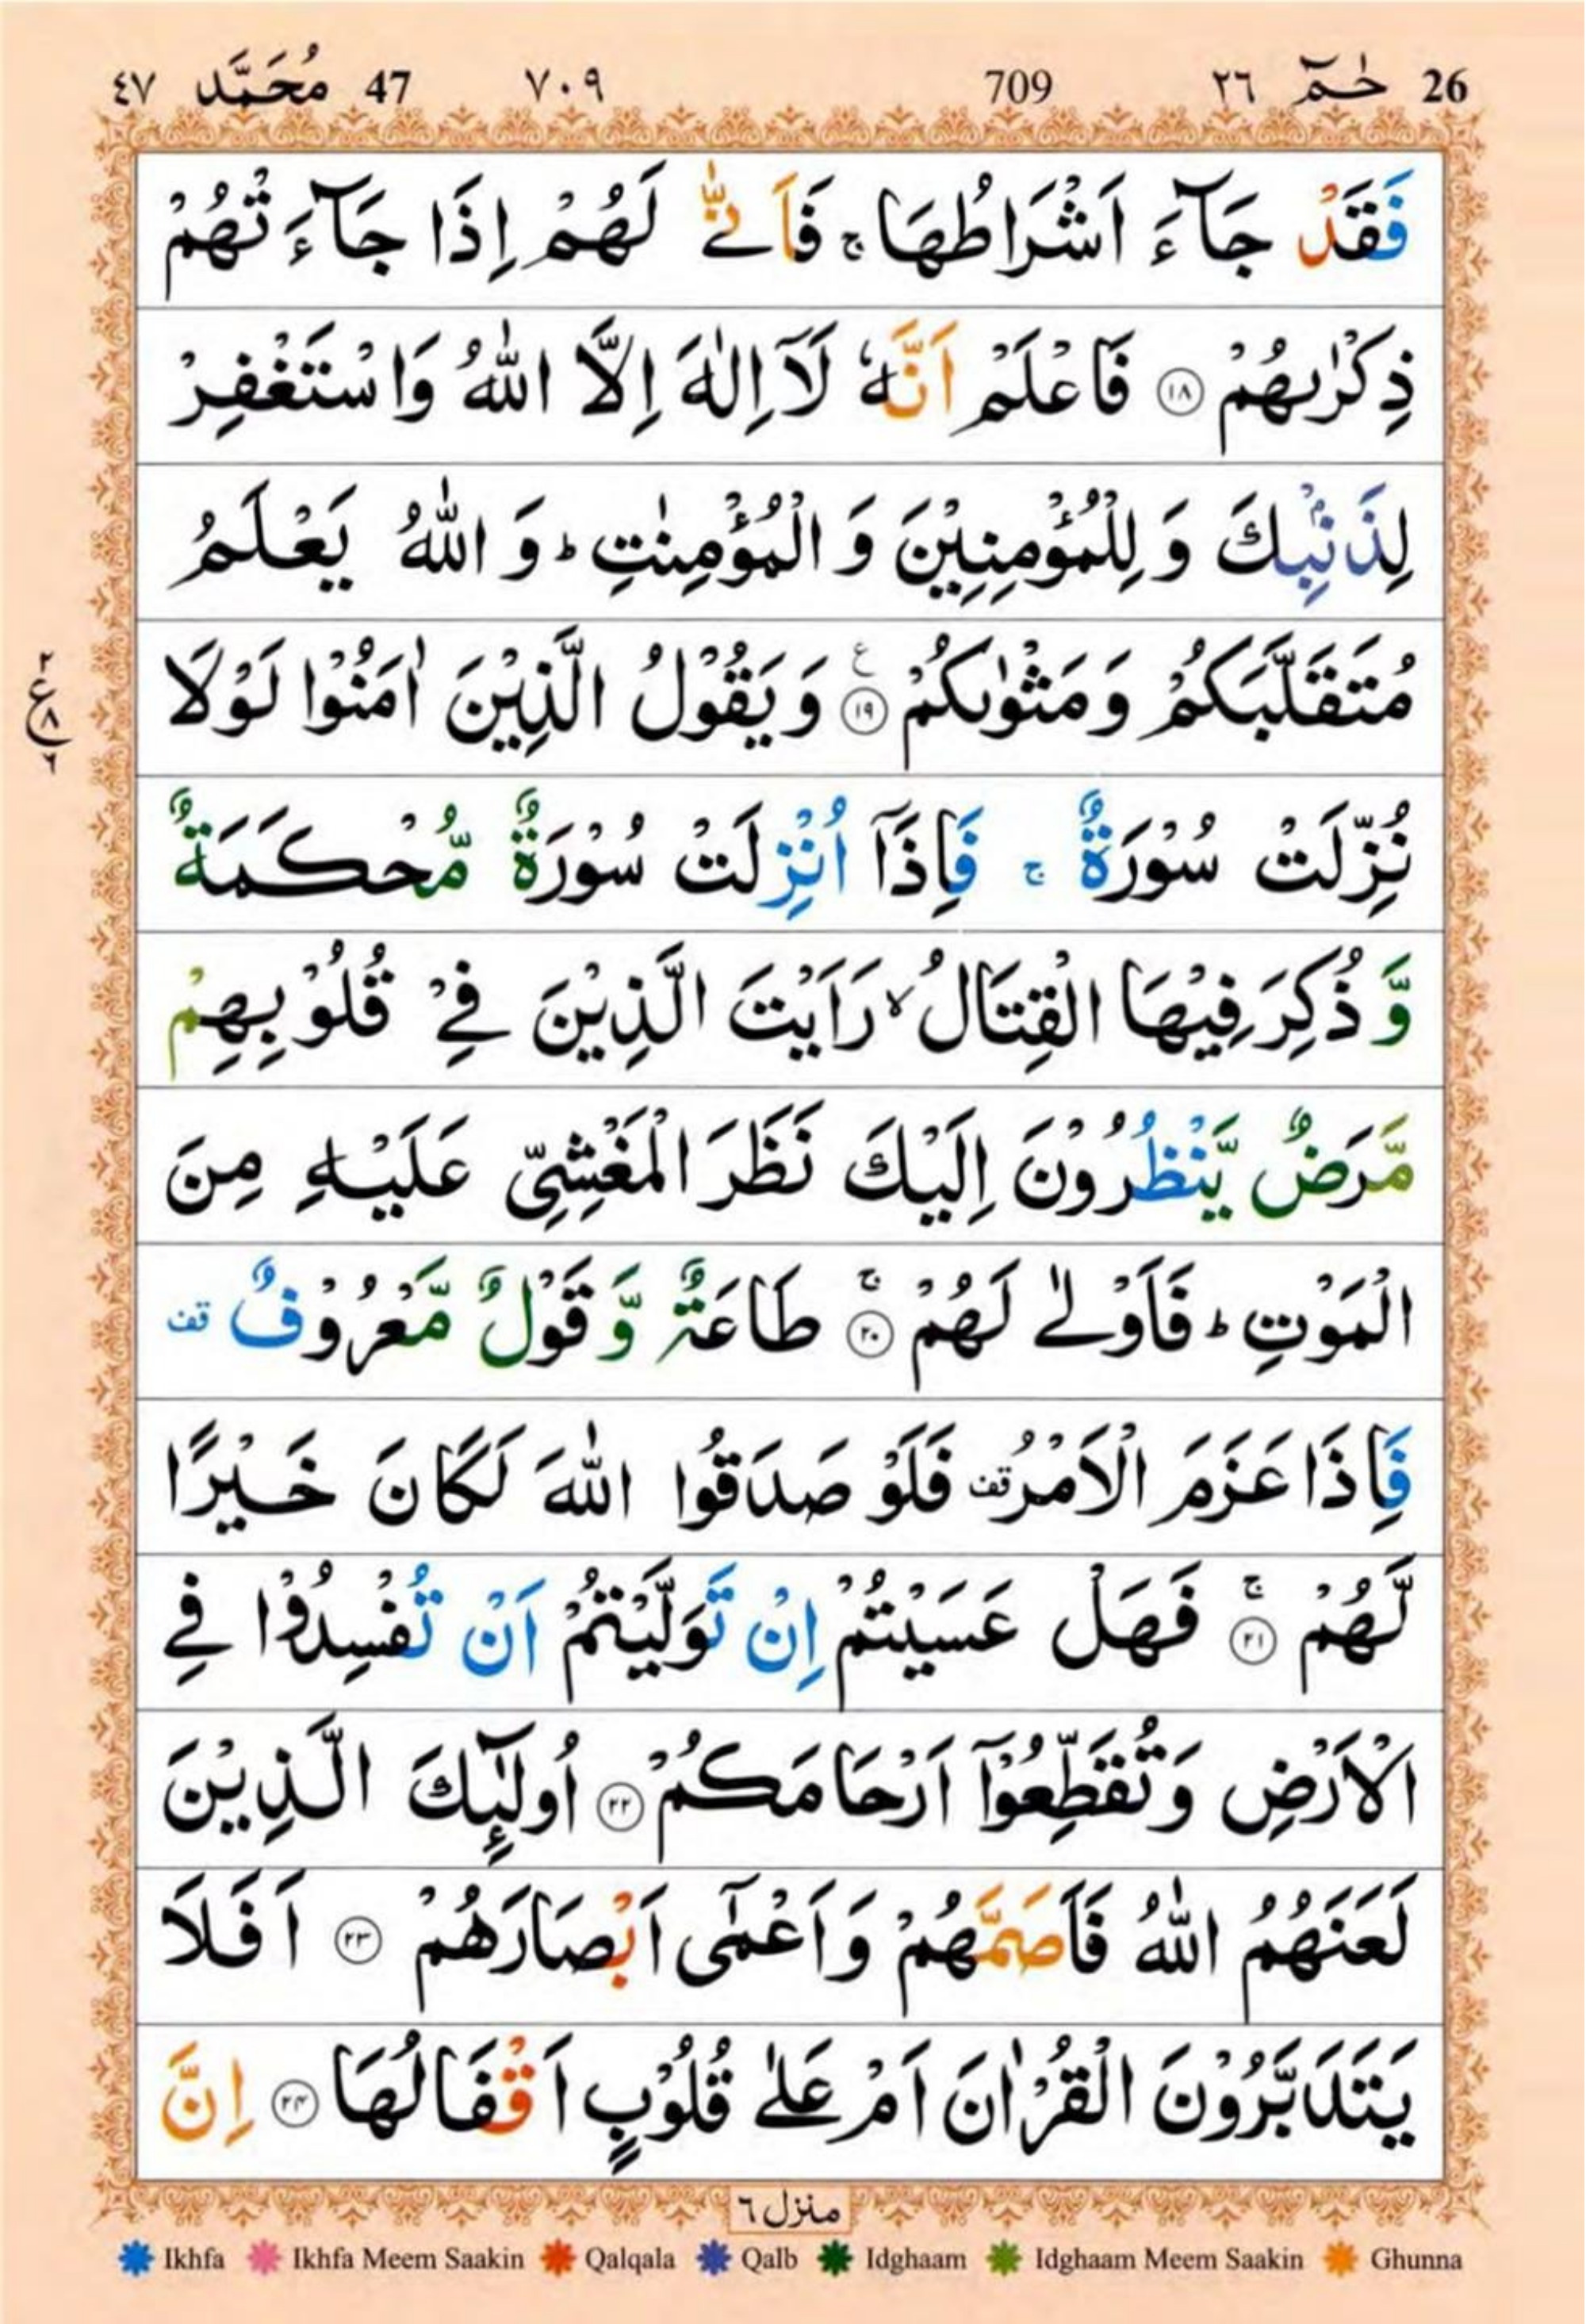 26 حٰمٓ ٢٦ 709 ٧٠٩ 47 مُحَمَّد ٤٧
فَقَدْ جَآءَ اَشْرَاطُهَا ۚ فَاَنّٰى لَهُمْ اِذَا جَآءَتْهُمْ
ذِكْرٰىهُمْ ﴿١٨﴾ فَاعْلَمْ اَنَّهٗ لَآ اِلٰهَ اِلَّا اللّٰهُ وَاسْتَغْفِرْ
لِذَنْۢبِكَ وَ لِلْمُؤْمِنِيْنَ وَ الْمُؤْمِنٰتِ ؕ وَ اللّٰهُ يَعْلَمُ
مُتَقَلَّبَكُمْ وَ مَثْوٰىكُمْ ﴿١٩﴾ ع وَ يَقُوْلُ الَّذِيْنَ اٰمَنُوْا لَوْلَا
٢ ع ٨ ٦
نُزِّلَتْ سُوْرَةٌ ۚ فَاِذَآ اُنْزِلَتْ سُوْرَةٌ مُّحْكَمَةٌ
وَّ ذُكِرَ فِيْهَا الْقِتَالُ ۙ رَاَيْتَ الَّذِيْنَ فِيْ قُلُوْبِهِمْ
مَّرَضٌ يَّنْظُرُوْنَ اِلَيْكَ نَظَرَ الْمَغْشِيِّ عَلَيْهِ مِنَ
الْمَوْتِ ؕ فَاَوْلٰى لَهُمْ ۚ﴿٢٠﴾ طَاعَةٌ وَّ قَوْلٌ مَّعْرُوْفٌ قف
فَاِذَا عَزَمَ الْاَمْرُ قف فَلَوْ صَدَقُوا اللّٰهَ لَكَانَ خَيْرًا
لَّهُمْ ۚ﴿٢١﴾ فَهَلْ عَسَيْتُمْ اِنْ تَوَلَّيْتُمْ اَنْ تُفْسِدُوْا فِي
الْاَرْضِ وَ تُقَطِّعُوْٓا اَرْحَامَكُمْ ﴿٢٢﴾ اُولٰٓئِكَ الَّذِيْنَ
لَعَنَهُمُ اللّٰهُ فَاَصَمَّهُمْ وَ اَعْمٰٓى اَبْصَارَهُمْ ﴿٢٣﴾ اَفَلَا
يَتَدَبَّرُوْنَ الْقُرْاٰنَ اَمْ عَلٰى قُلُوْبٍ اَقْفَالُهَا ﴿٢٤﴾ اِنَّ
منزل ٦
Ikhfa Ikhfa Meem Saakin Qalqala Qalb Idghaam Idghaam Meem Saakin Ghunna